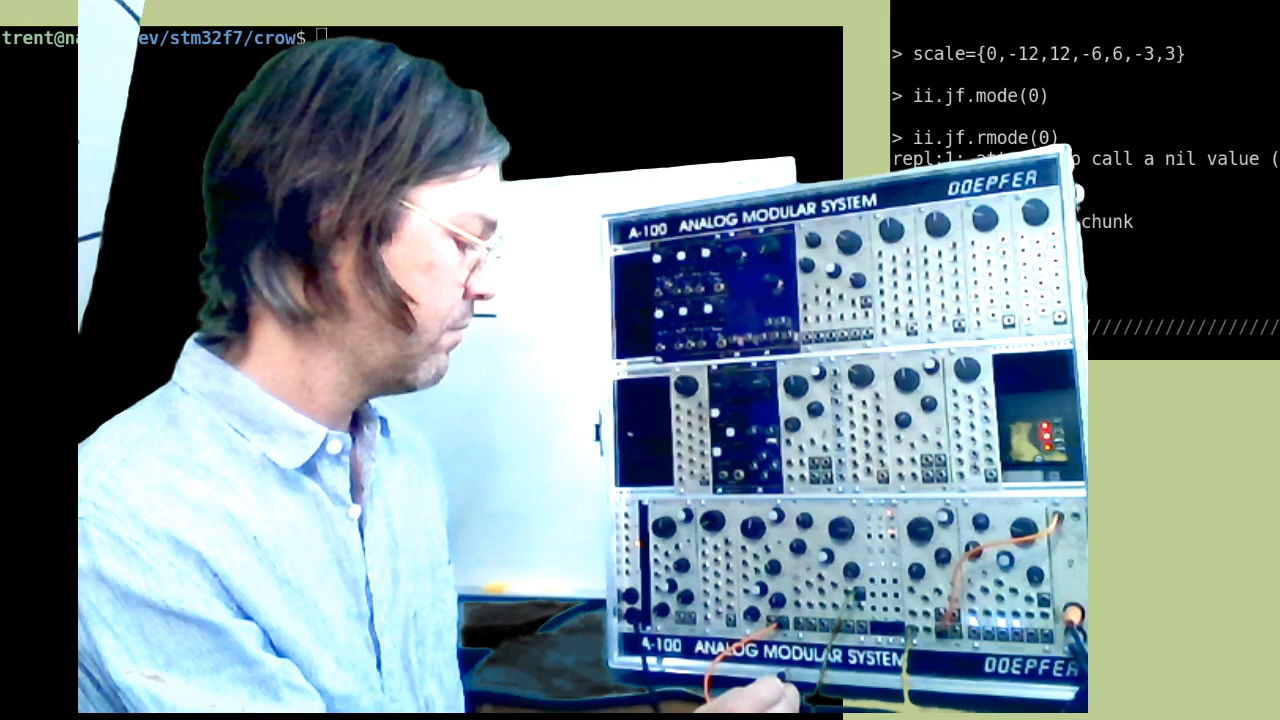 trent@na ev/stm32f7/crow$
> scale={0,-12,12,-6,6,-3,3}
> ii.jf.mode(0)
> ii.jf.rmode(0)
repl:1: att o call a nil value (
chunk
/////////////////
DOEPFER
A-100 ANALOG MODULAR SYSTEM
A-100 ANALOG MODULAR SYSTEM
DOEPFER